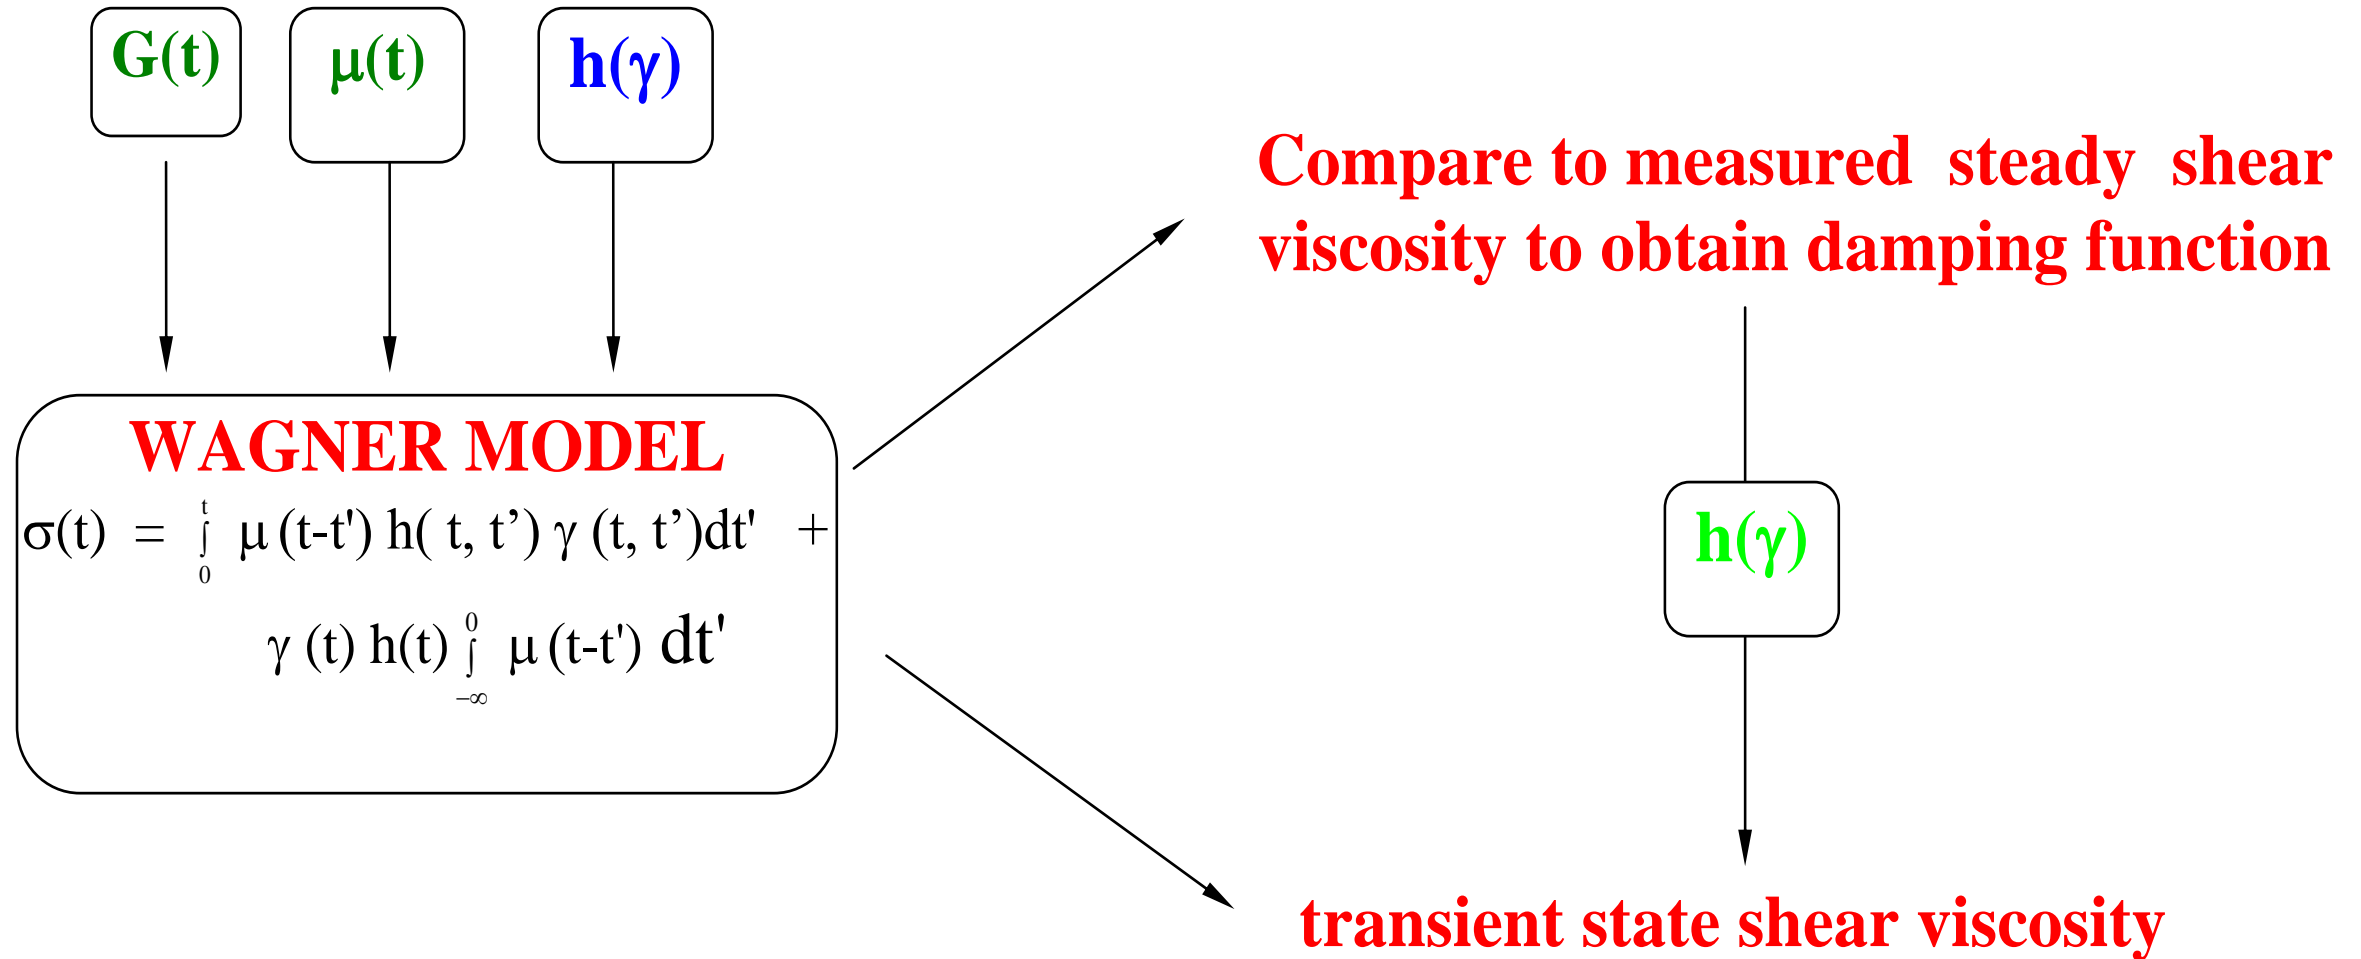 G(t) μ(t) h(γ)
Compare to measured steady shear
viscosity to obtain damping function
WAGNER MODEL
σ(t) = ∫₀ᵗ μ (t-t') h( t, t’) γ (t, t’)dt' +
γ (t) h(t) ∫₋∞⁰ μ (t-t') dt'
h(γ)
transient state shear viscosity